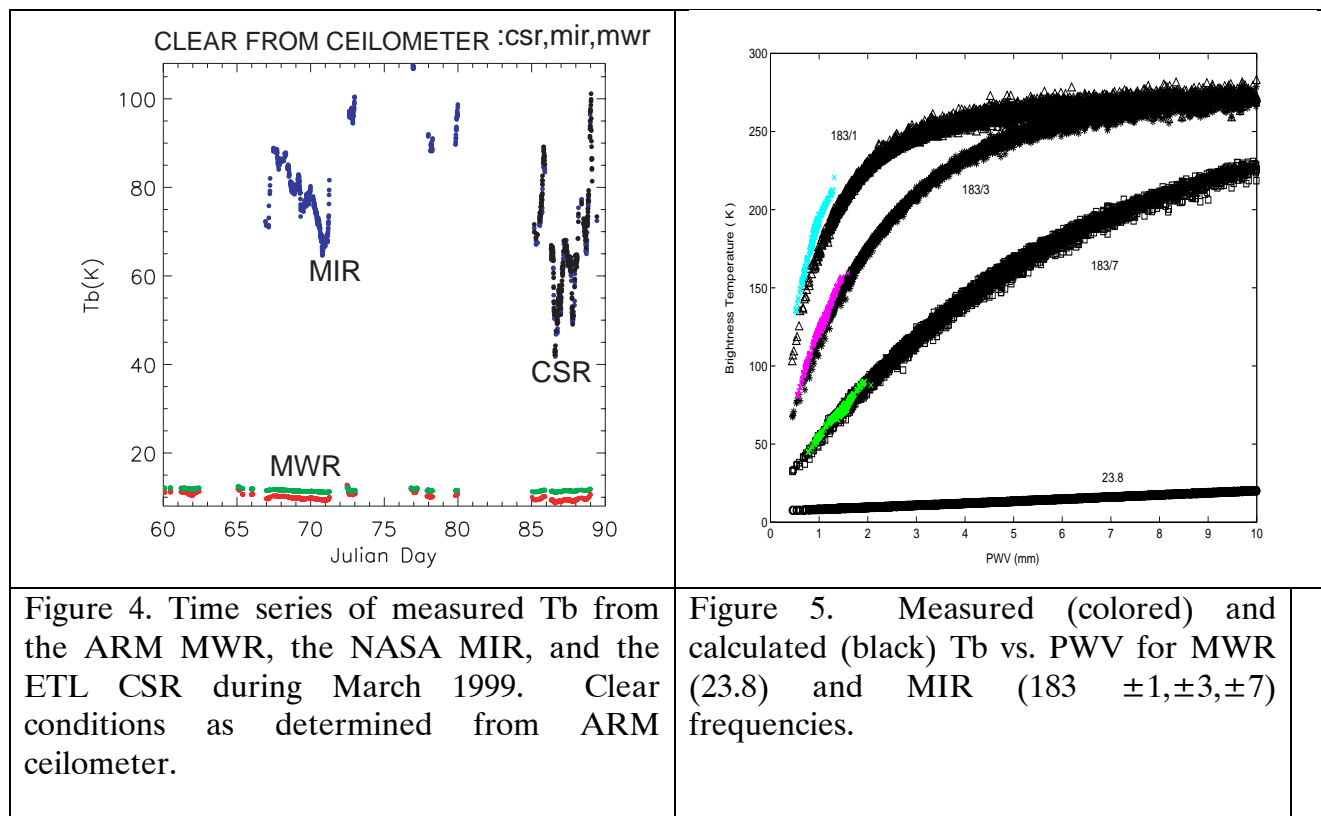 CLEAR FROM CEILOMETER :csr,mir,mwr
Tb(K)
100
80
60
40
20
MIR
CSR
MWR
60 65 70 75 80 85 90
Julian Day
Figure 4. Time series of measured Tb from
the ARM MWR, the NASA MIR, and the
ETL CSR during March 1999. Clear
conditions as determined from ARM
ceilometer.
Brightness Temperature ( K )
300
250
200
150
100
50
0
183/1
183/3
183/7
23.8
0 1 2 3 4 5 6 7 8 9 10
PWV (mm)
Figure 5. Measured (colored) and
calculated (black) Tb vs. PWV for MWR
(23.8) and MIR (183 ±1,±3,±7)
frequencies.